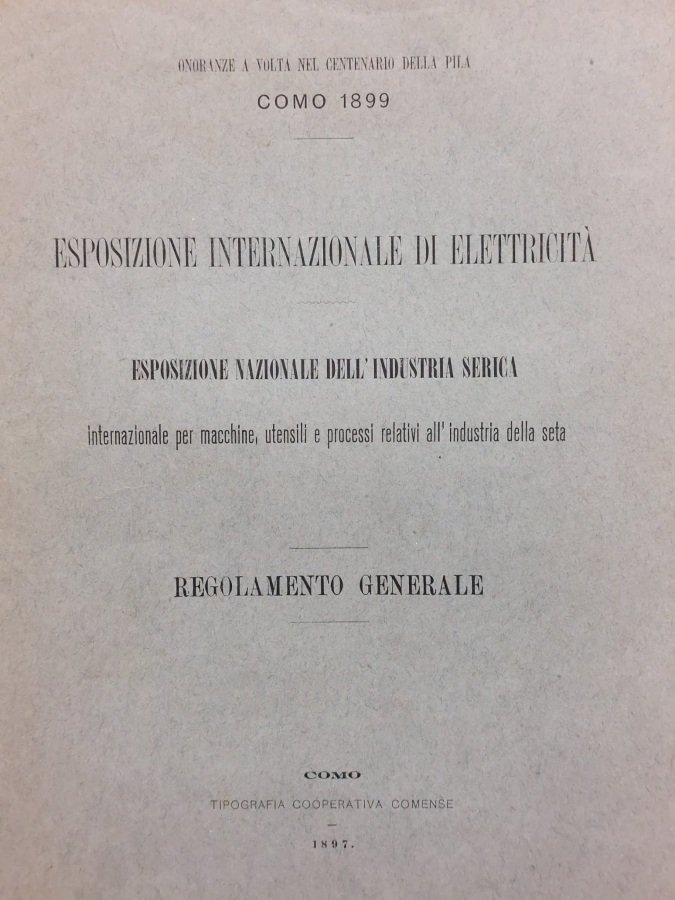 ONORANZE A VOLTA NEL CENTENARIO DELLA PILA
COMO 1899
ESPOSIZIONE INTERNAZIONALE DI ELETTRICITÀ
ESPOSIZIONE NAZIONALE DELL'INDUSTRIA SERICA
internazionale per macchine, utensili e processi relativi all'industria della seta
REGOLAMENTO GENERALE
COMO
TIPOGRAFIA COOPERATIVA COMENSE
1897.